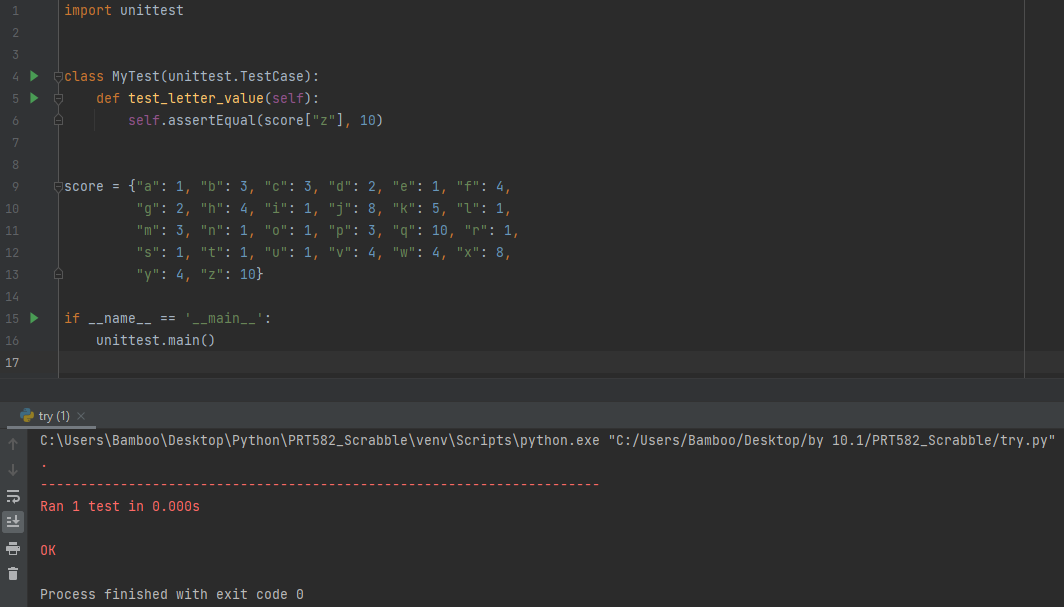 1 import unittest
2
3
4 class MyTest(unittest.TestCase):
5     def test_letter_value(self):
6         self.assertEqual(score["z"], 10)
7
8
9 score = {"a": 1, "b": 3, "c": 3, "d": 2, "e": 1, "f": 4,
10          "g": 2, "h": 4, "i": 1, "j": 8, "k": 5, "l": 1,
11          "m": 3, "n": 1, "o": 1, "p": 3, "q": 10, "r": 1,
12          "s": 1, "t": 1, "u": 1, "v": 4, "w": 4, "x": 8,
13          "y": 4, "z": 10}
14
15 if __name__ == '__main__':
16     unittest.main()
17
try (1)
C:\Users\Bamboo\Desktop\Python\PRT582_Scrabble\venv\Scripts\python.exe "C:/Users/Bamboo/Desktop/by 10.1/PRT582_Scrabble/try.py"
.
----------------------------------------------------------------------
Ran 1 test in 0.000s
OK
Process finished with exit code 0